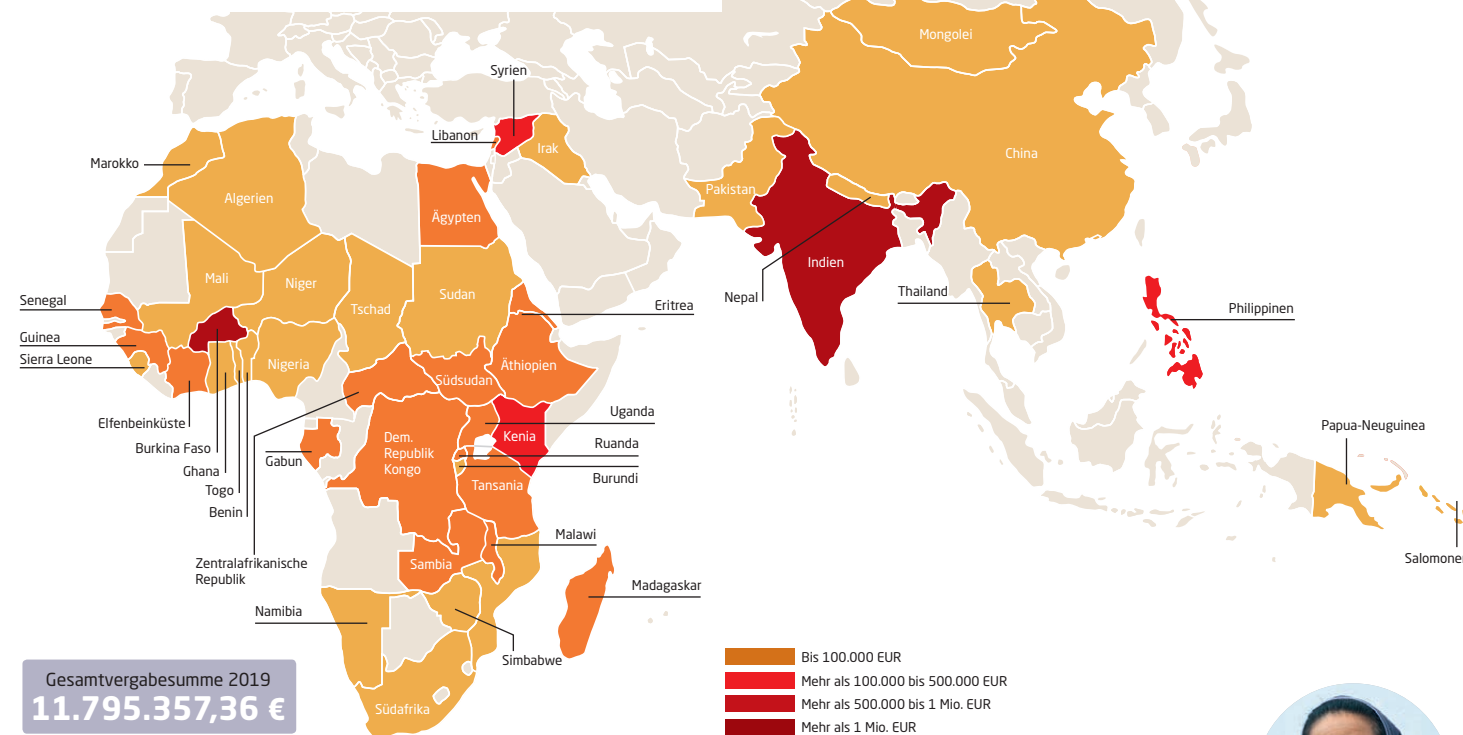 Mongolei
Syrien
Libanon
Irak
China
Marokko
Pakistan
Algerien
Ägypten
Indien
Mali
Niger
Sudan
Tschad
Nepal
Thailand
Senegal
Eritrea
Philippinen
Guinea
Sierra Leone
Nigeria
Äthiopien
Südsudan
Elfenbeinküste
Uganda
Papua-Neuguinea
Burkina Faso
Dem.
Republik
Kongo
Kenia
Ruanda
Gabun
Ghana
Burundi
Togo
Tansania
Benin
Malawi
Salomone
Zentralafrikanische
Republik
Sambia
Madagaskar
Namibia
Simbabwe
Südafrika
Gesamtvergabesumme 2019
11.795.357,36 €
Bis 100.000 EUR
Mehr als 100.000 bis 500.000 EUR
Mehr als 500.000 bis 1 Mio. EUR
Mehr als 1 Mio. EUR